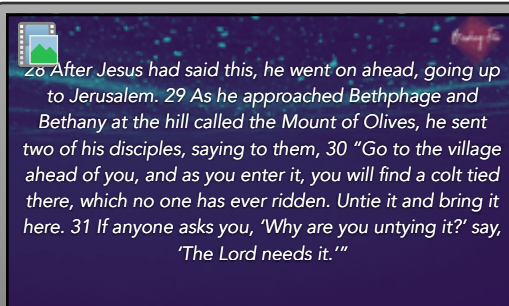 28 After Jesus had said this, he went on ahead, going up
to Jerusalem. 29 As he approached Bethphage and
Bethany at the hill called the Mount of Olives, he sent
two of his disciples, saying to them, 30 “Go to the village
ahead of you, and as you enter it, you will find a colt tied
there, which no one has ever ridden. Untie it and bring it
here. 31 If anyone asks you, ‘Why are you untying it?’ say,
‘The Lord needs it.’”